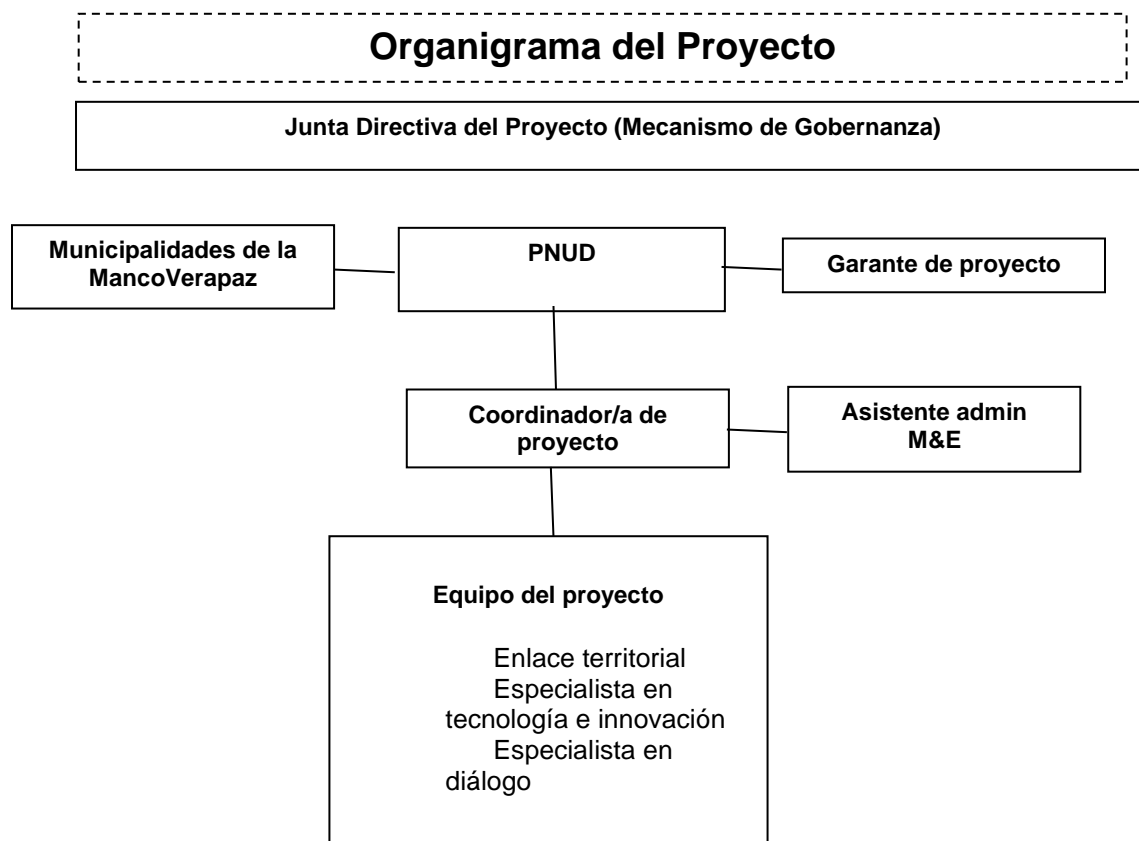 Organigrama del Proyecto
Junta Directiva del Proyecto (Mecanismo de Gobernanza)
Municipalidades de la
MancoVerapaz
PNUD
Garante de proyecto
Coordinador/a de
proyecto
Asistente admin
M&E
Equipo del proyecto
Enlace territorial
Especialista en
tecnología e innovación
Especialista en
diálogo